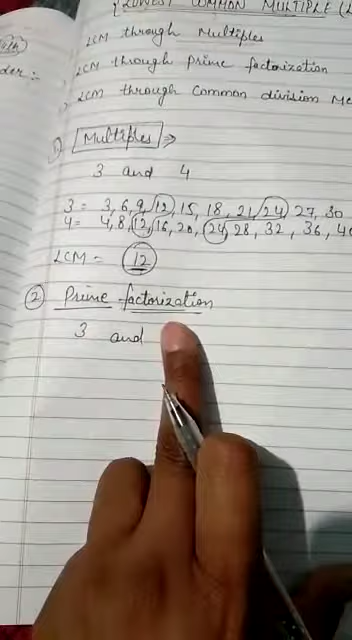 {LOWEST COMMON MULTIPLE (L
LCM through Multiples
LCM through Prime factorization
LCM through Common division Me
1) Multiples ⇒
3 and 4
3 = 3, 6, 9, 12, 15, 18, 21, 24, 27, 30
4 = 4, 8, 12, 16, 20, 24, 28, 32, 36, 40
LCM = 12
② Prime factorization
3 and